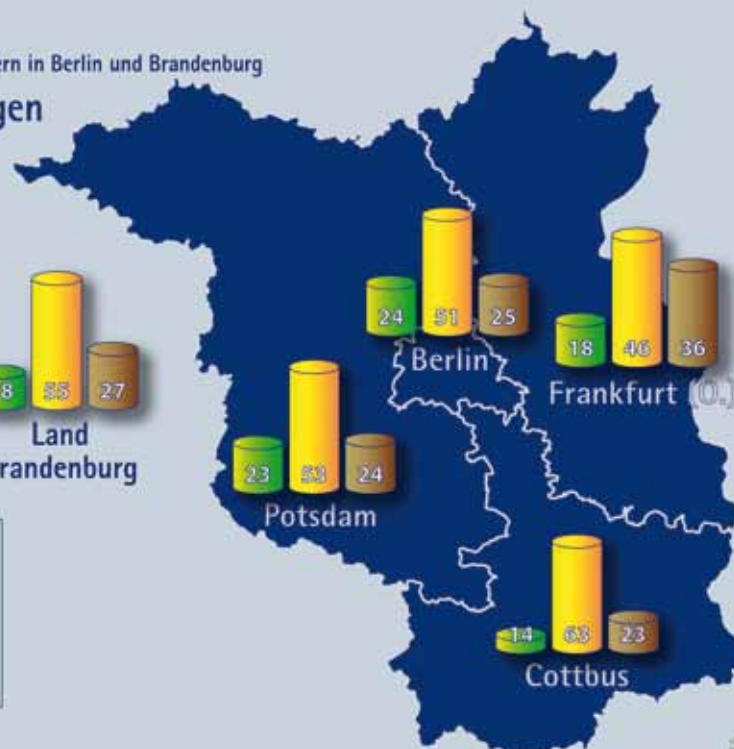 ern in Berlin und Brandenburg
gen
24 51 25
Berlin
18 46 36
Frankfurt (O.)
8 55 27
Land
randenburg
23 53 24
Potsdam
14 63 23
Cottbus